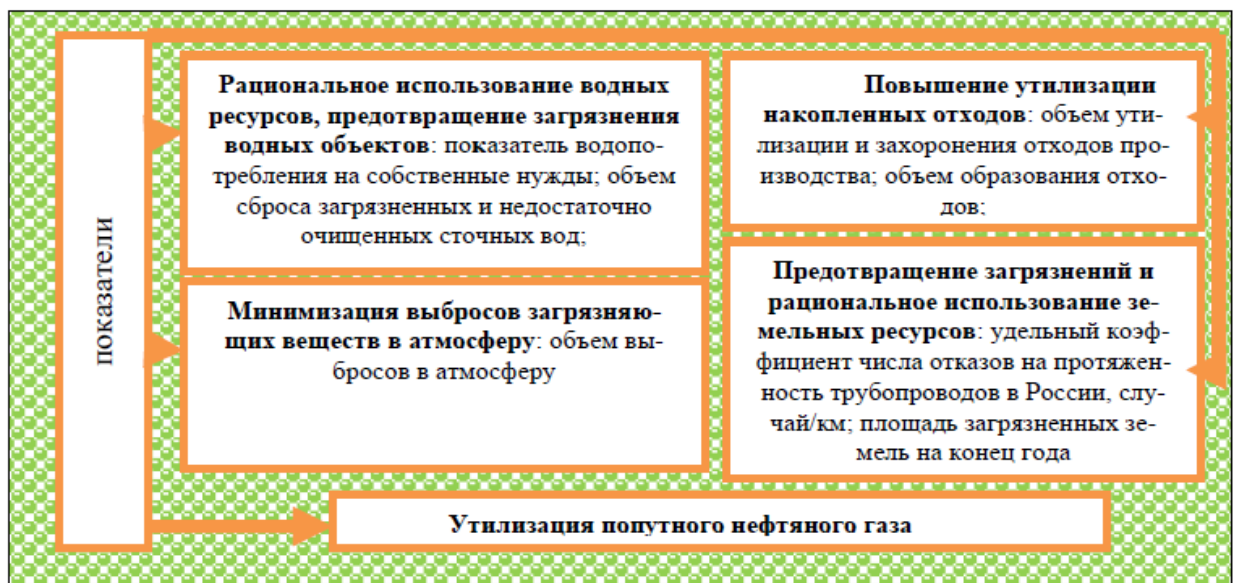 показатели
Рациональное использование водных
ресурсов, предотвращение загрязнения
водных объектов: показатель водопо-
требления на собственные нужды; объем
сброса загрязненных и недостаточно
очищенных сточных вод;
Минимизация выбросов загрязняю-
щих веществ в атмосферу: объем вы-
бросов в атмосферу
Повышение утилизации
накопленных отходов: объем ути-
лизации и захоронения отходов про-
изводства; объем образования отхо-
дов;
Предотвращение загрязнений и
рациональное использование зе-
мельных ресурсов: удельный коэф-
фициент числа отказов на протяжен-
ность трубопроводов в России, слу-
чай/км; площадь загрязненных зе-
мель на конец года
Утилизация попутного нефтяного газа